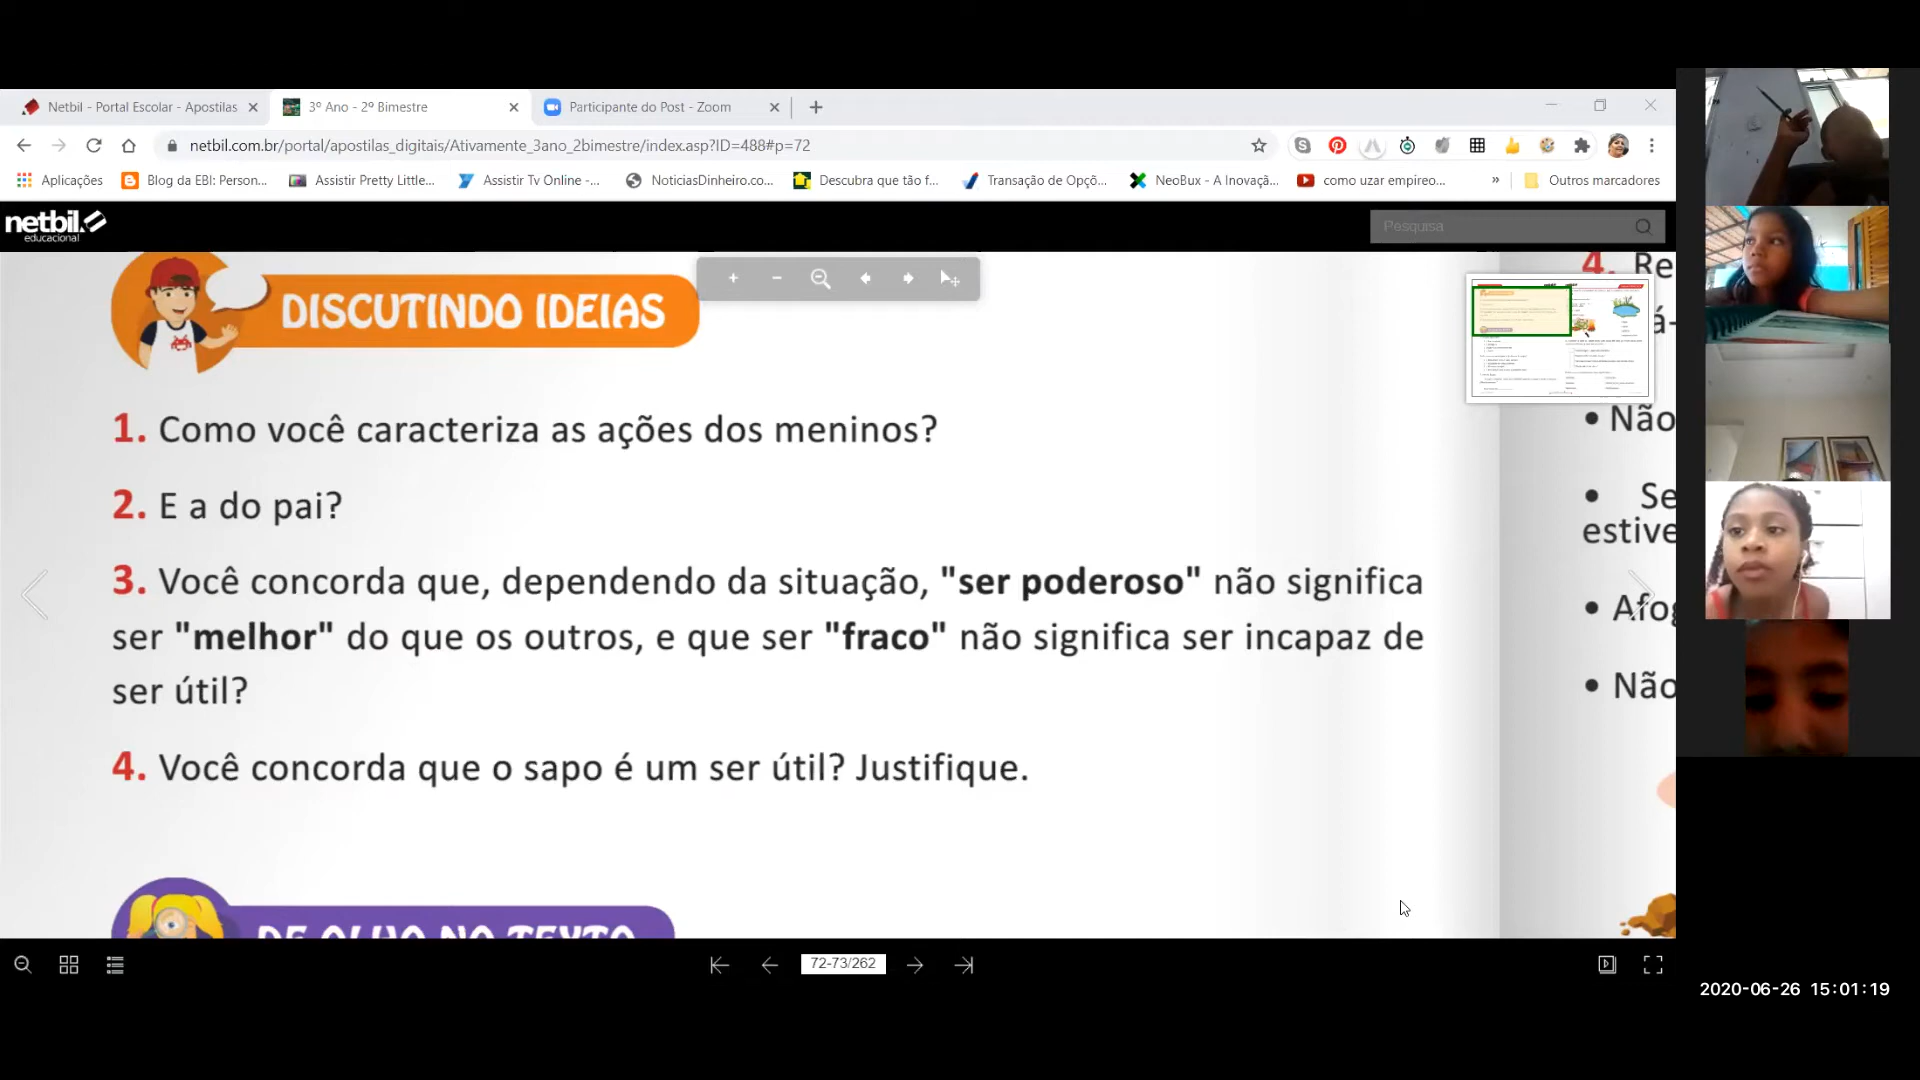 Netbil - Portal Escolar - Apostilas
3º Ano - 2º Bimestre
Participante do Post - Zoom
netbil.com.br/portal/apostilas_digitais/Ativamente_3ano_2bimestre/index.asp?ID=488#p=72
Aplicações
Blog da EBI: Person...
Assistir Pretty Little...
Assistir Tv Online -...
NoticiasDinheiro.co...
Descubra que tão f...
Transação de Opçõ...
NeoBux - A Inovaçã...
como uzar empireo...
»
Outros marcadores
netbil
educacional
Pesquisa
DISCUTINDO IDEIAS
1. Como você caracteriza as ações dos meninos?
2. E a do pai?
3. Você concorda que, dependendo da situação, "ser poderoso" não significa
ser "melhor" do que os outros, e que ser "fraco" não significa ser incapaz de
ser útil?
4. Você concorda que o sapo é um ser útil? Justifique.
DE OLHO NO TEXTO
4. Re
á-
• Não
• Se
estive
• Afog
• Não
72-73/262
2020-06-26 15:01:19